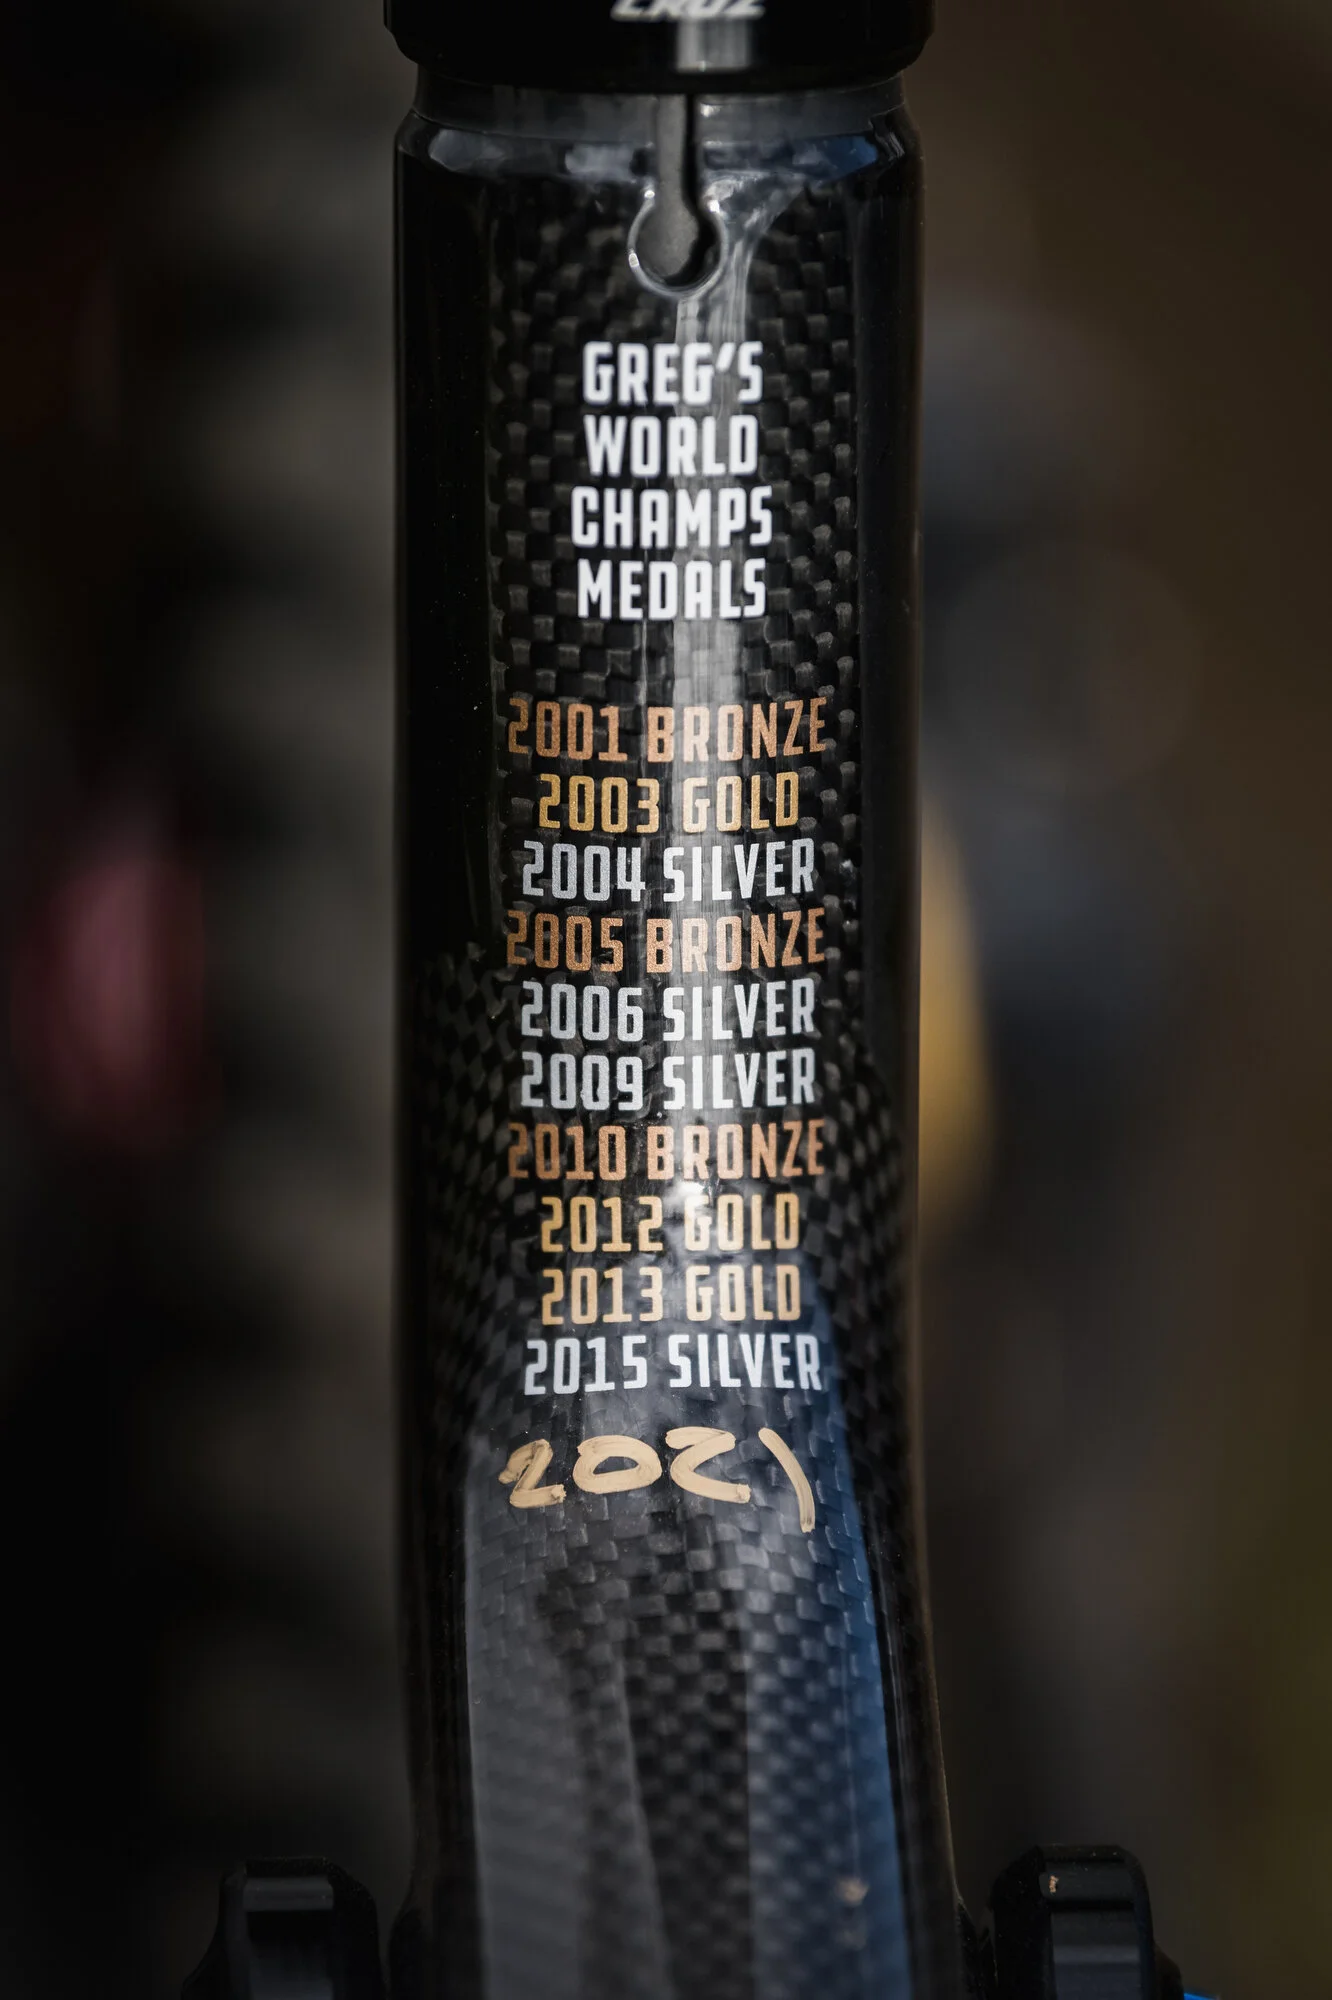 CRUZ
GREG'S
WORLD
CHAMPS
MEDALS
2001 BRONZE
2003 GOLD
2004 SILVER
2005 BRONZE
2006 SILVER
2009 SILVER
2010 BRONZE
2012 GOLD
2013 GOLD
2015 SILVER
2021